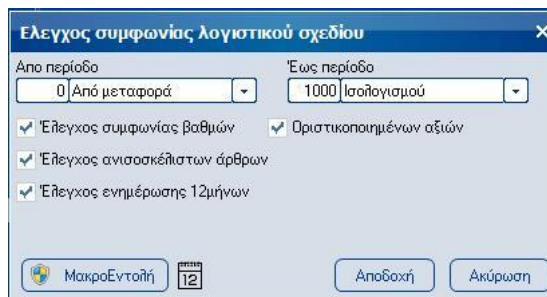 Ελεγχος συμφωνίας λογιστικού σχεδίου
Απο περίοδο Έως περίοδο
0 Από μεταφορά 1000 Ισολογισμού
Έλεγχος συμφωνίας βαθμών Οριστικοποιημένων αξιών
Έλεγχος ανισοσκέλιστων άρθρων
Έλεγχος ενημέρωσης 12μήνων
ΜακροΕντολή 12 Αποδοχή Ακύρωση